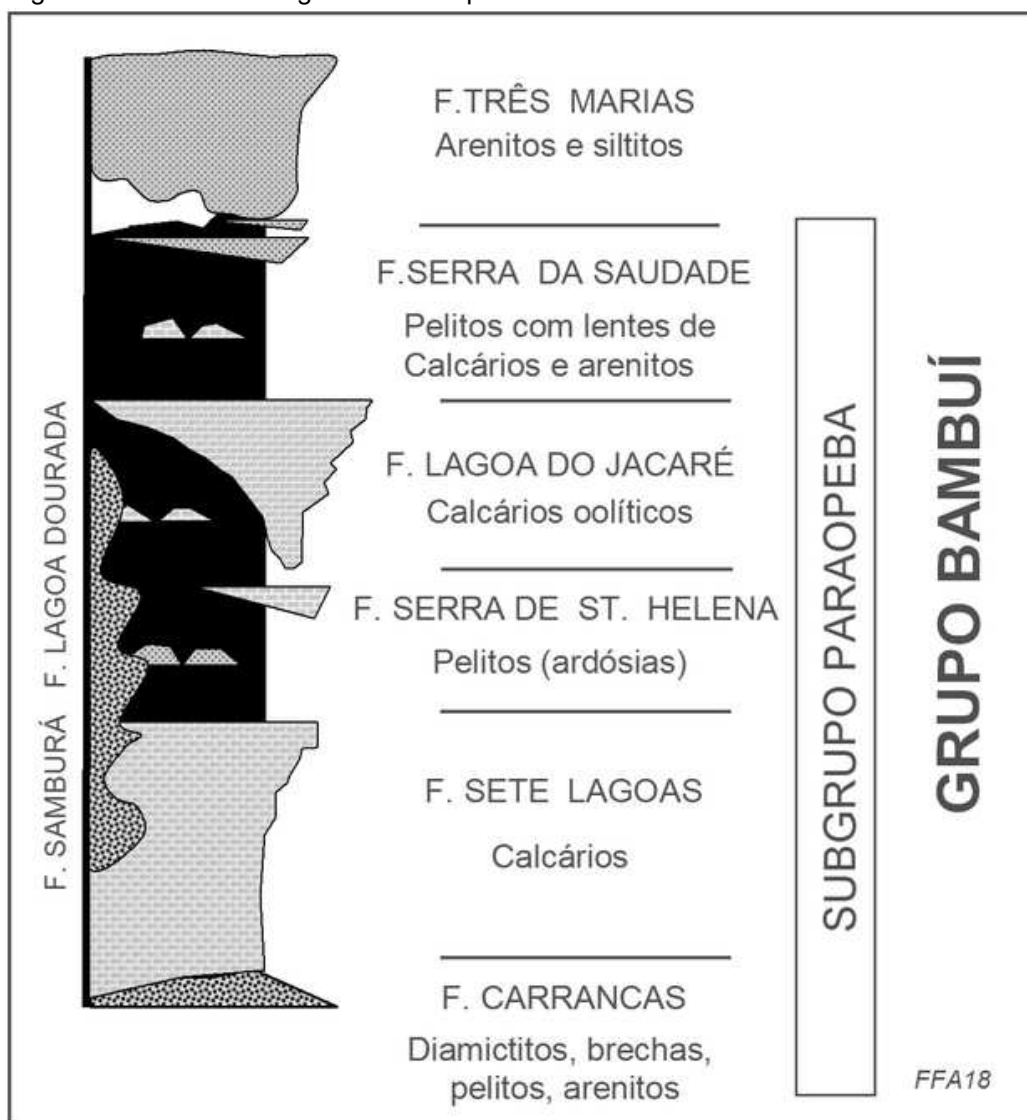 F.TRÊS MARIAS
Arenitos e siltitos
F.SERRA DA SAUDADE
Pelitos com lentes de
Calcários e arenitos
F. LAGOA DO JACARÉ
Calcários oolíticos
F. SERRA DE ST. HELENA
Pelitos (ardósias)
F. SETE LAGOAS
Calcários
F. CARRANCAS
Diamictitos, brechas,
pelitos, arenitos
F. SAMBURÁ F. LAGOA DOURADA
SUBGRUPO PARAOPEBA
GRUPO BAMBUÍ
FFA18